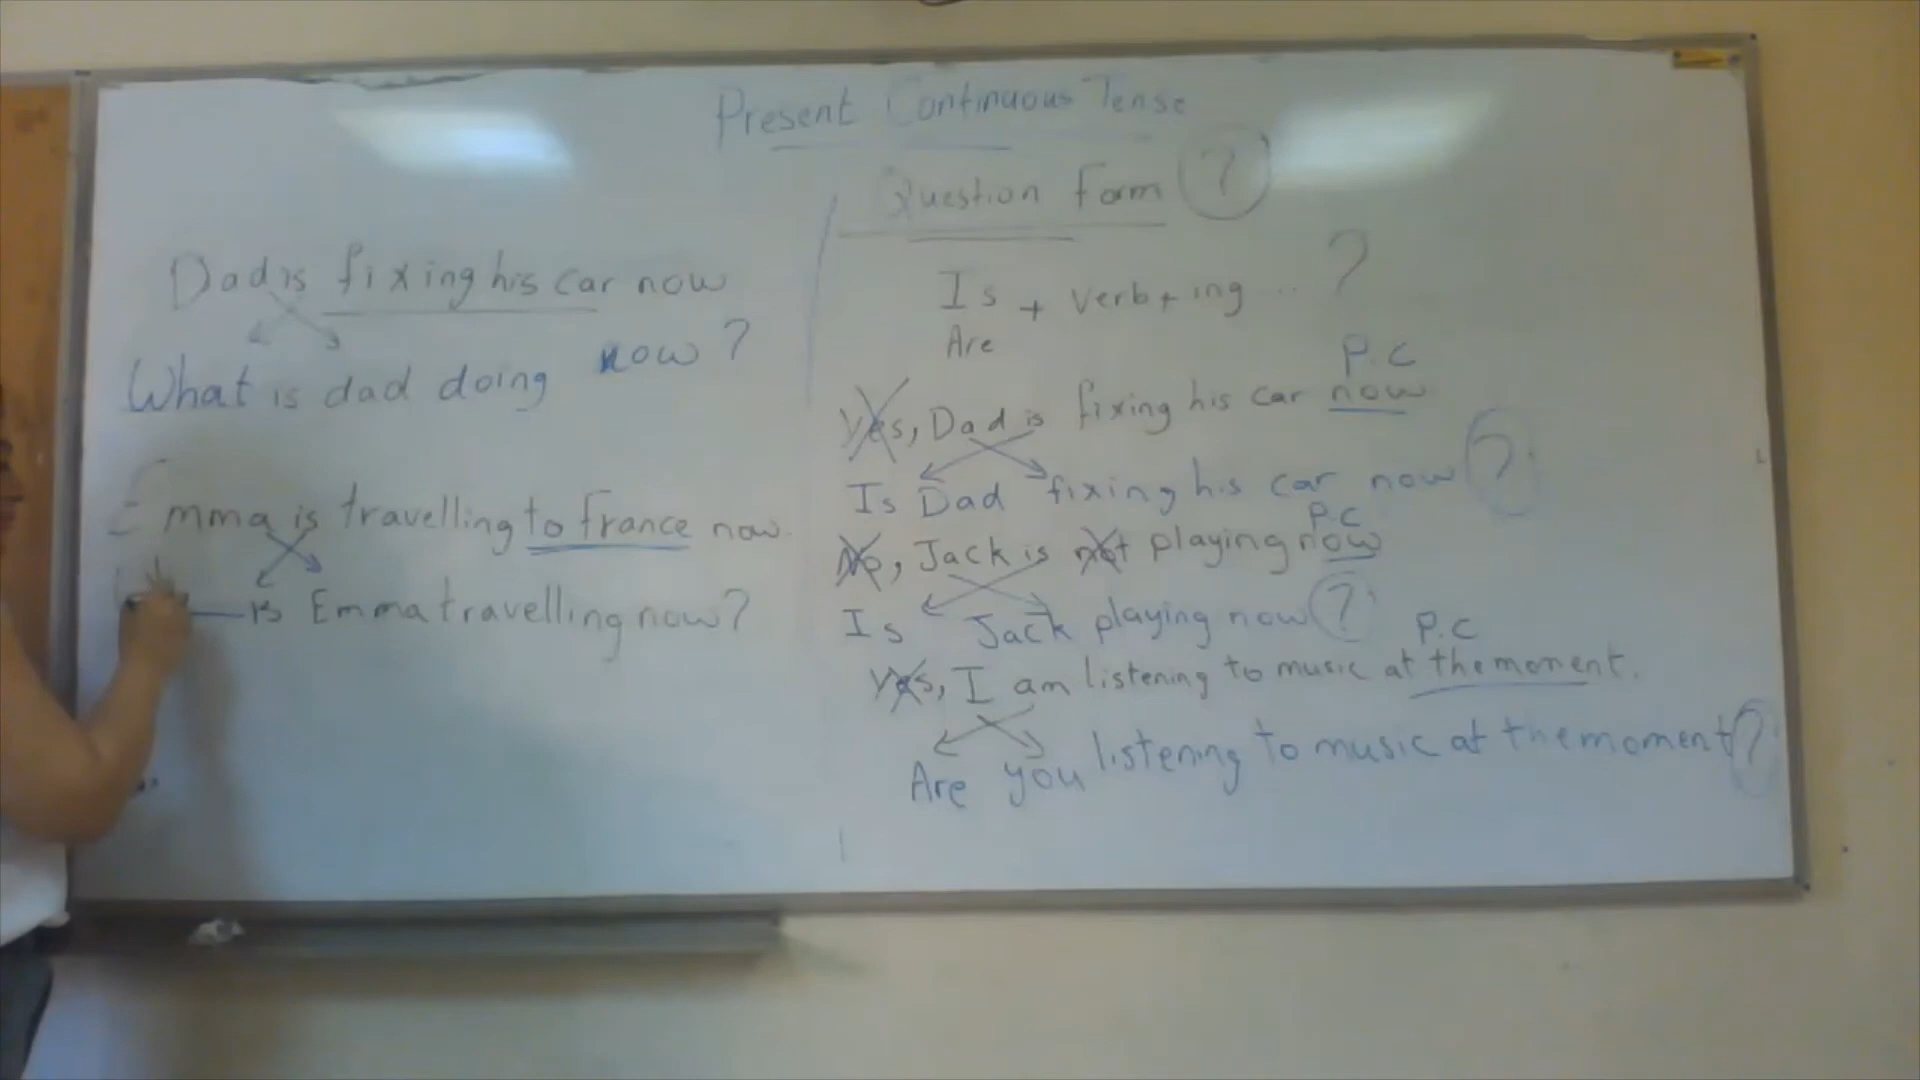 Present Continuous Tense
Question form ?
Dad is fixing his car now
What is dad doing now ?
Emma is travelling to france now.
is Emma travelling now?
Is + verb + ing ... ?
Are
P.C
Yes, Dad is fixing his car now
Is Dad fixing his car now ?
P.C
No, Jack is not playing now
Is Jack playing now ?
P.C
Yes, I am listening to music at the moment.
Are you listening to music at the moment ?